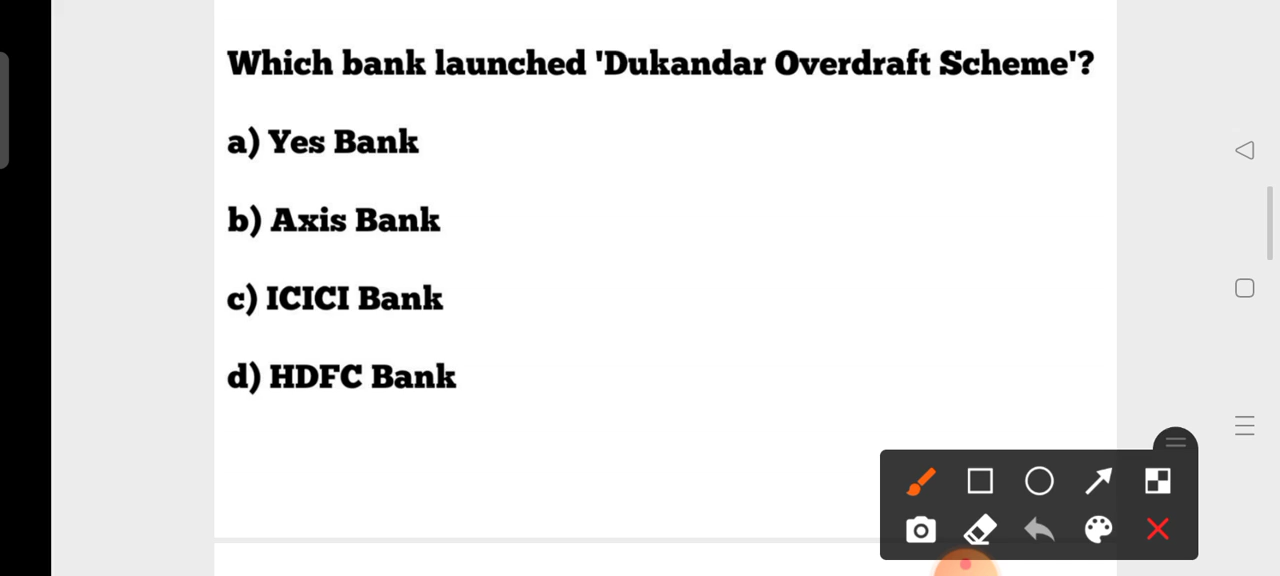 Which bank launched 'Dukandar Overdraft Scheme'?
a) Yes Bank
b) Axis Bank
c) ICICI Bank
d) HDFC Bank